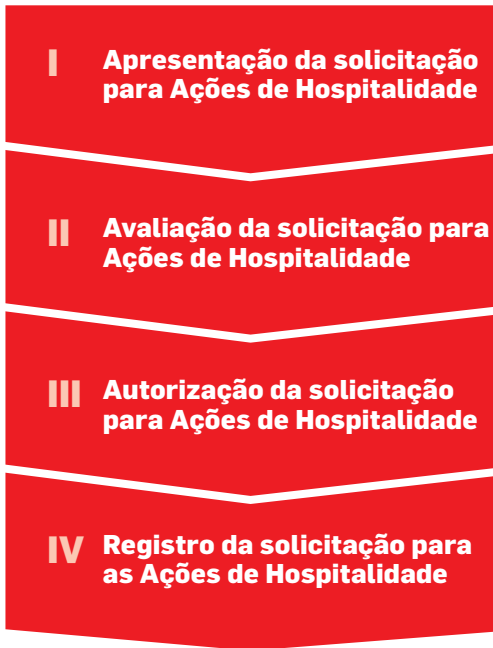 I Apresentação da solicitação
para Ações de Hospitalidade
II Avaliação da solicitação para
Ações de Hospitalidade
III Autorização da solicitação
para Ações de Hospitalidade
IV Registro da solicitação para
as Ações de Hospitalidade